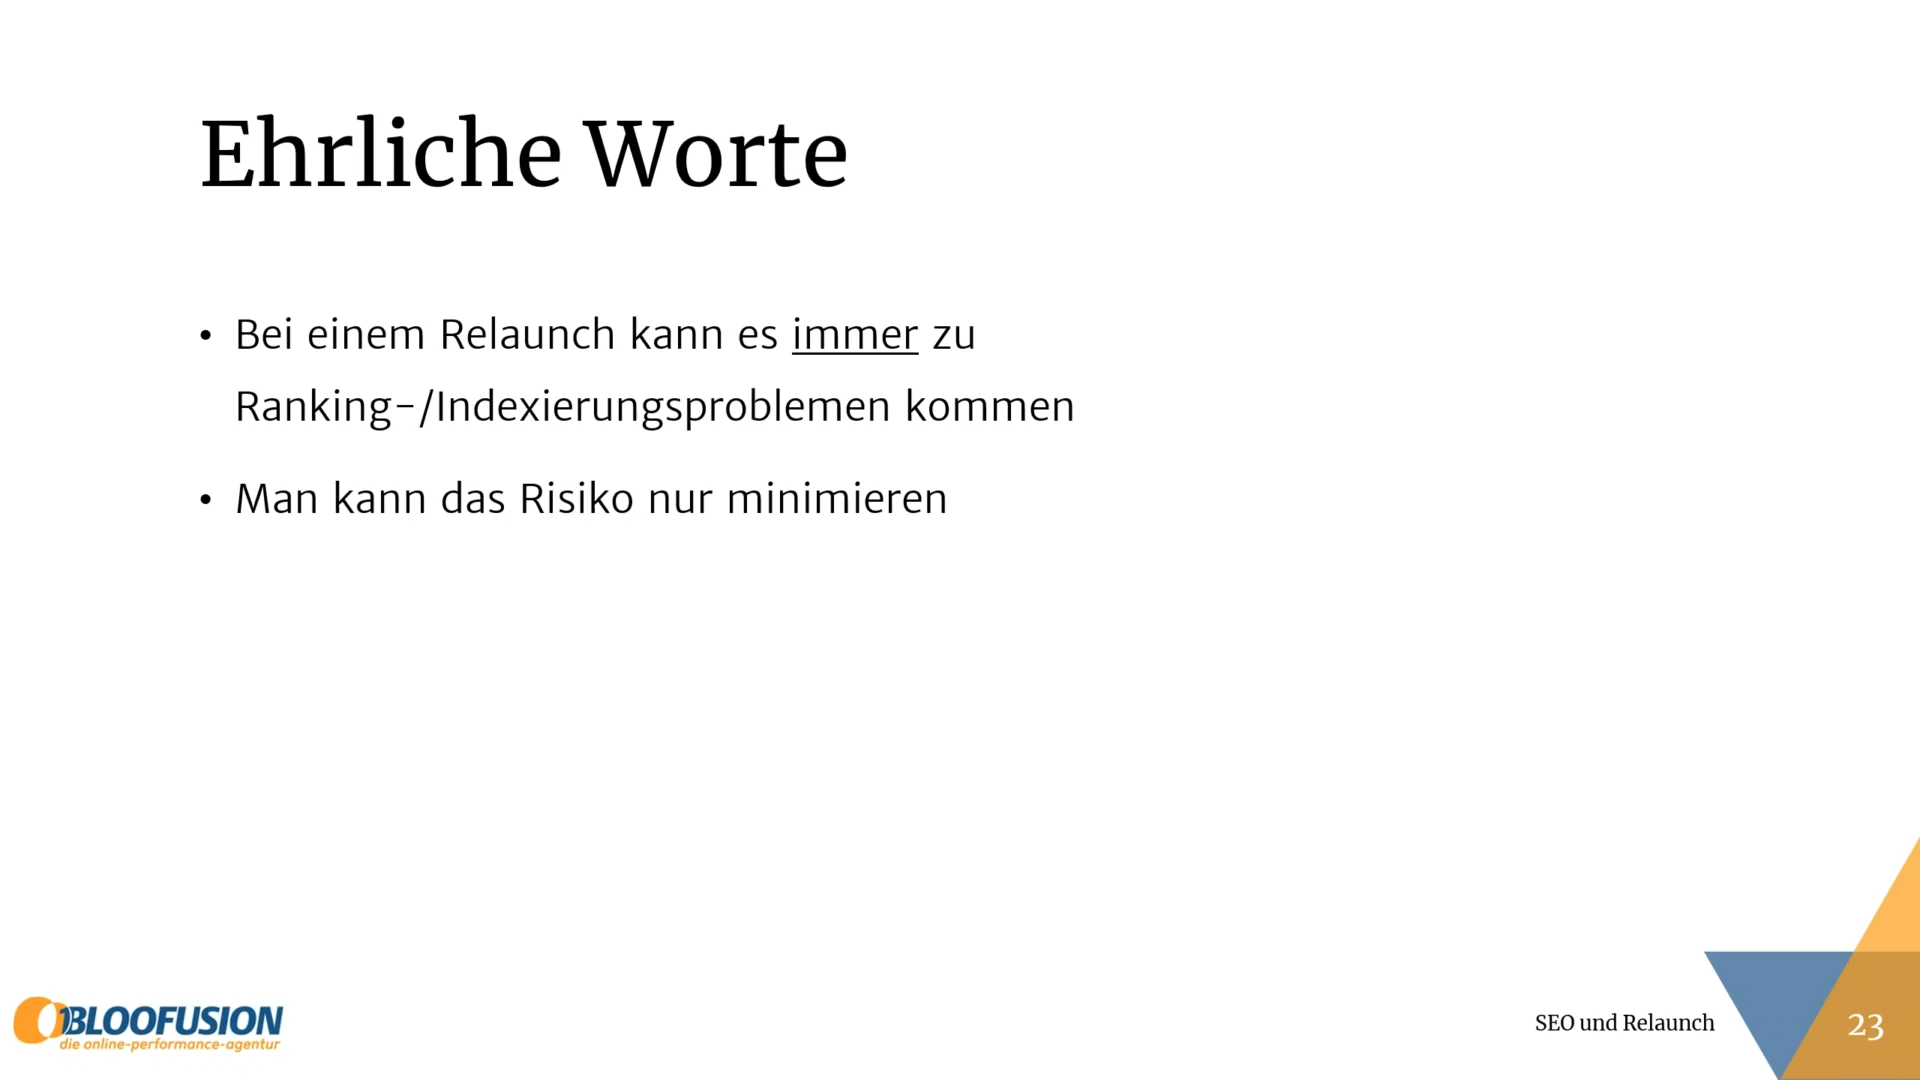 Ehrliche Worte
• Bei einem Relaunch kann es immer zu
Ranking-/Indexierungsproblemen kommen
• Man kann das Risiko nur minimieren
BLOOFUSION
die online-performance-agentur
SEO und Relaunch
23